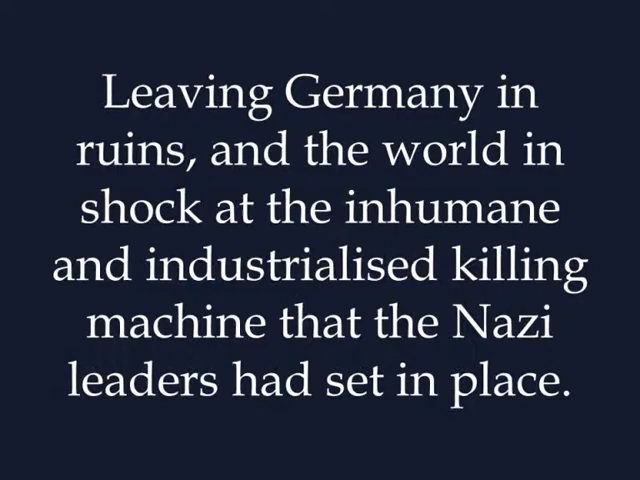 Leaving Germany in
ruins, and the world in
shock at the inhumane
and industrialised killing
machine that the Nazi
leaders had set in place.